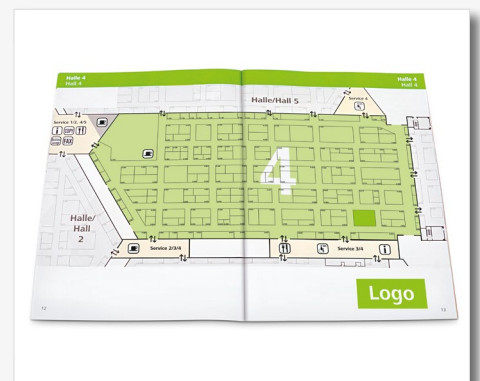 Halle 4
Hall 4
Halle 4
Hall 4
Halle/Hall 5
Service 4
Service 1/2, 4/5
FAX
4
Halle/
Hall
2
Service 2/3/4
Service 3/4
Logo
12
13